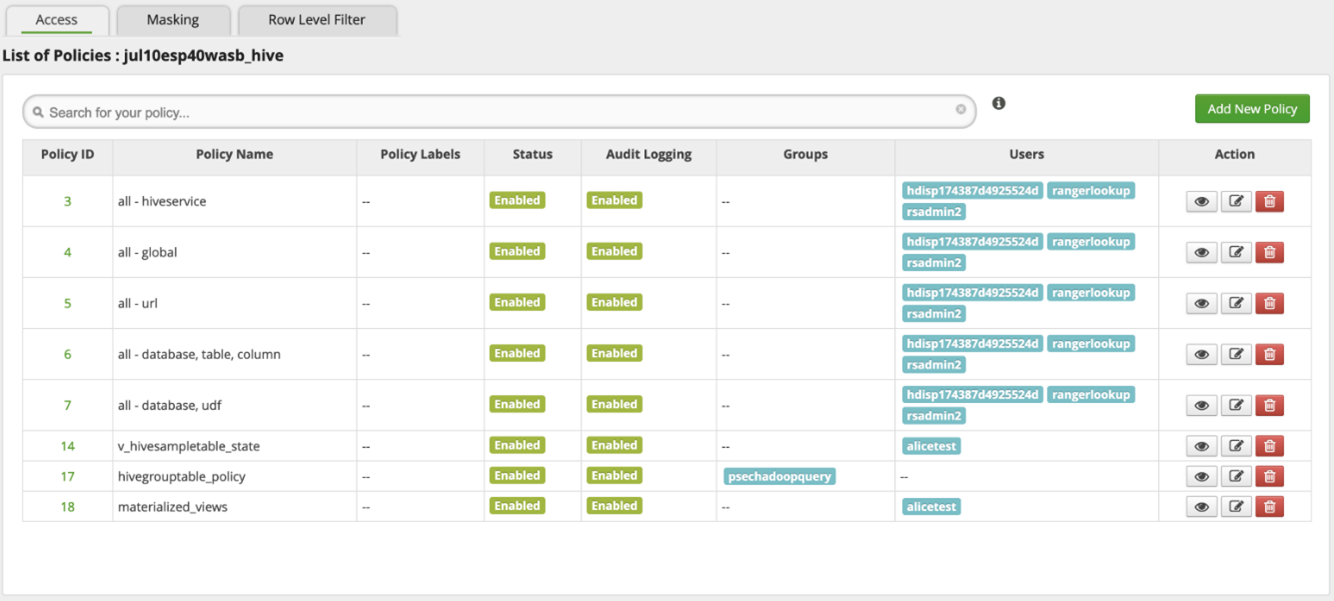 Access Masking Row Level Filter
List of Policies : jul10esp40wasb_hive
Search for your policy...
Add New Policy
Policy ID Policy Name Policy Labels Status Audit Logging Groups Users Action
3 all - hiveservice -- Enabled Enabled -- hdisp174387d4925524d rangerlookup
rsadmin2
4 all - global -- Enabled Enabled -- hdisp174387d4925524d rangerlookup
rsadmin2
5 all - url -- Enabled Enabled -- hdisp174387d4925524d rangerlookup
rsadmin2
6 all - database, table, column -- Enabled Enabled -- hdisp174387d4925524d rangerlookup
rsadmin2
7 all - database, udf -- Enabled Enabled -- hdisp174387d4925524d rangerlookup
rsadmin2
14 v_hivesampletable_state -- Enabled Enabled -- alicetest
17 hivegrouptable_policy -- Enabled Enabled psechadoopquery --
18 materialized_views -- Enabled Enabled -- alicetest